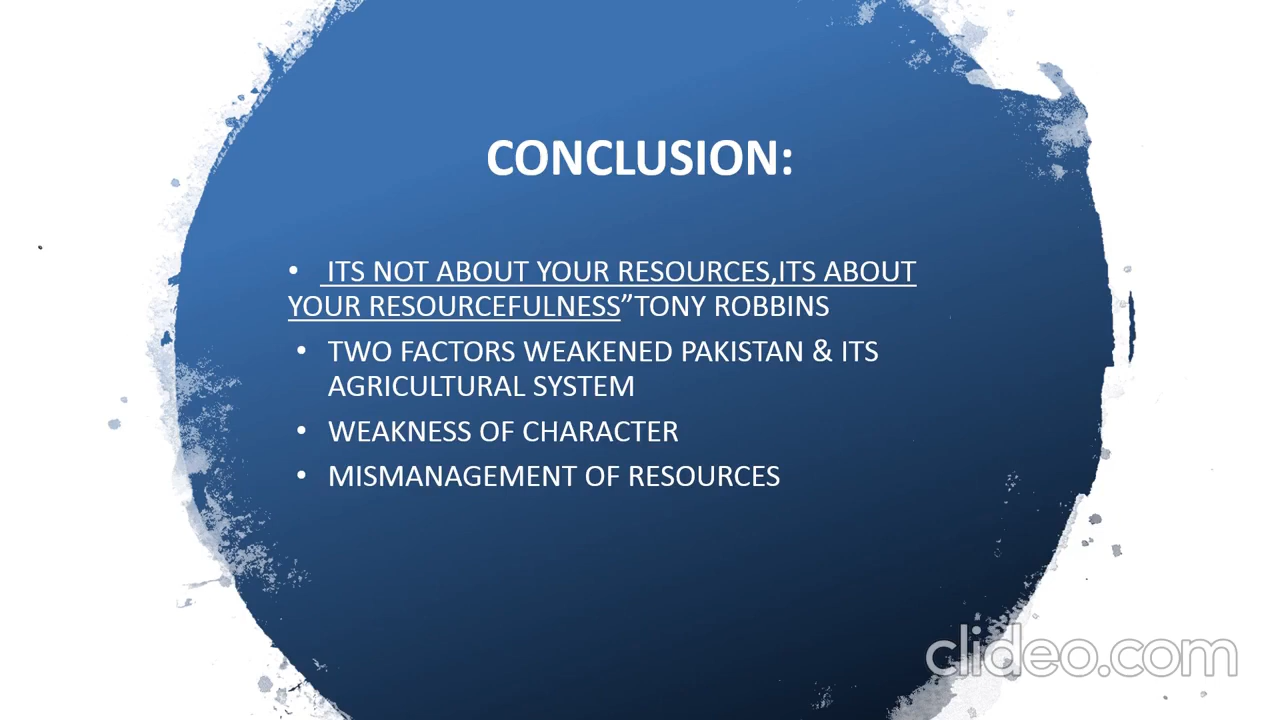 CONCLUSION:
• ITS NOT ABOUT YOUR RESOURCES,ITS ABOUT
YOUR RESOURCEFULNESS”TONY ROBBINS
• TWO FACTORS WEAKENED PAKISTAN & ITS
AGRICULTURAL SYSTEM
• WEAKNESS OF CHARACTER
• MISMANAGEMENT OF RESOURCES
clideo.com